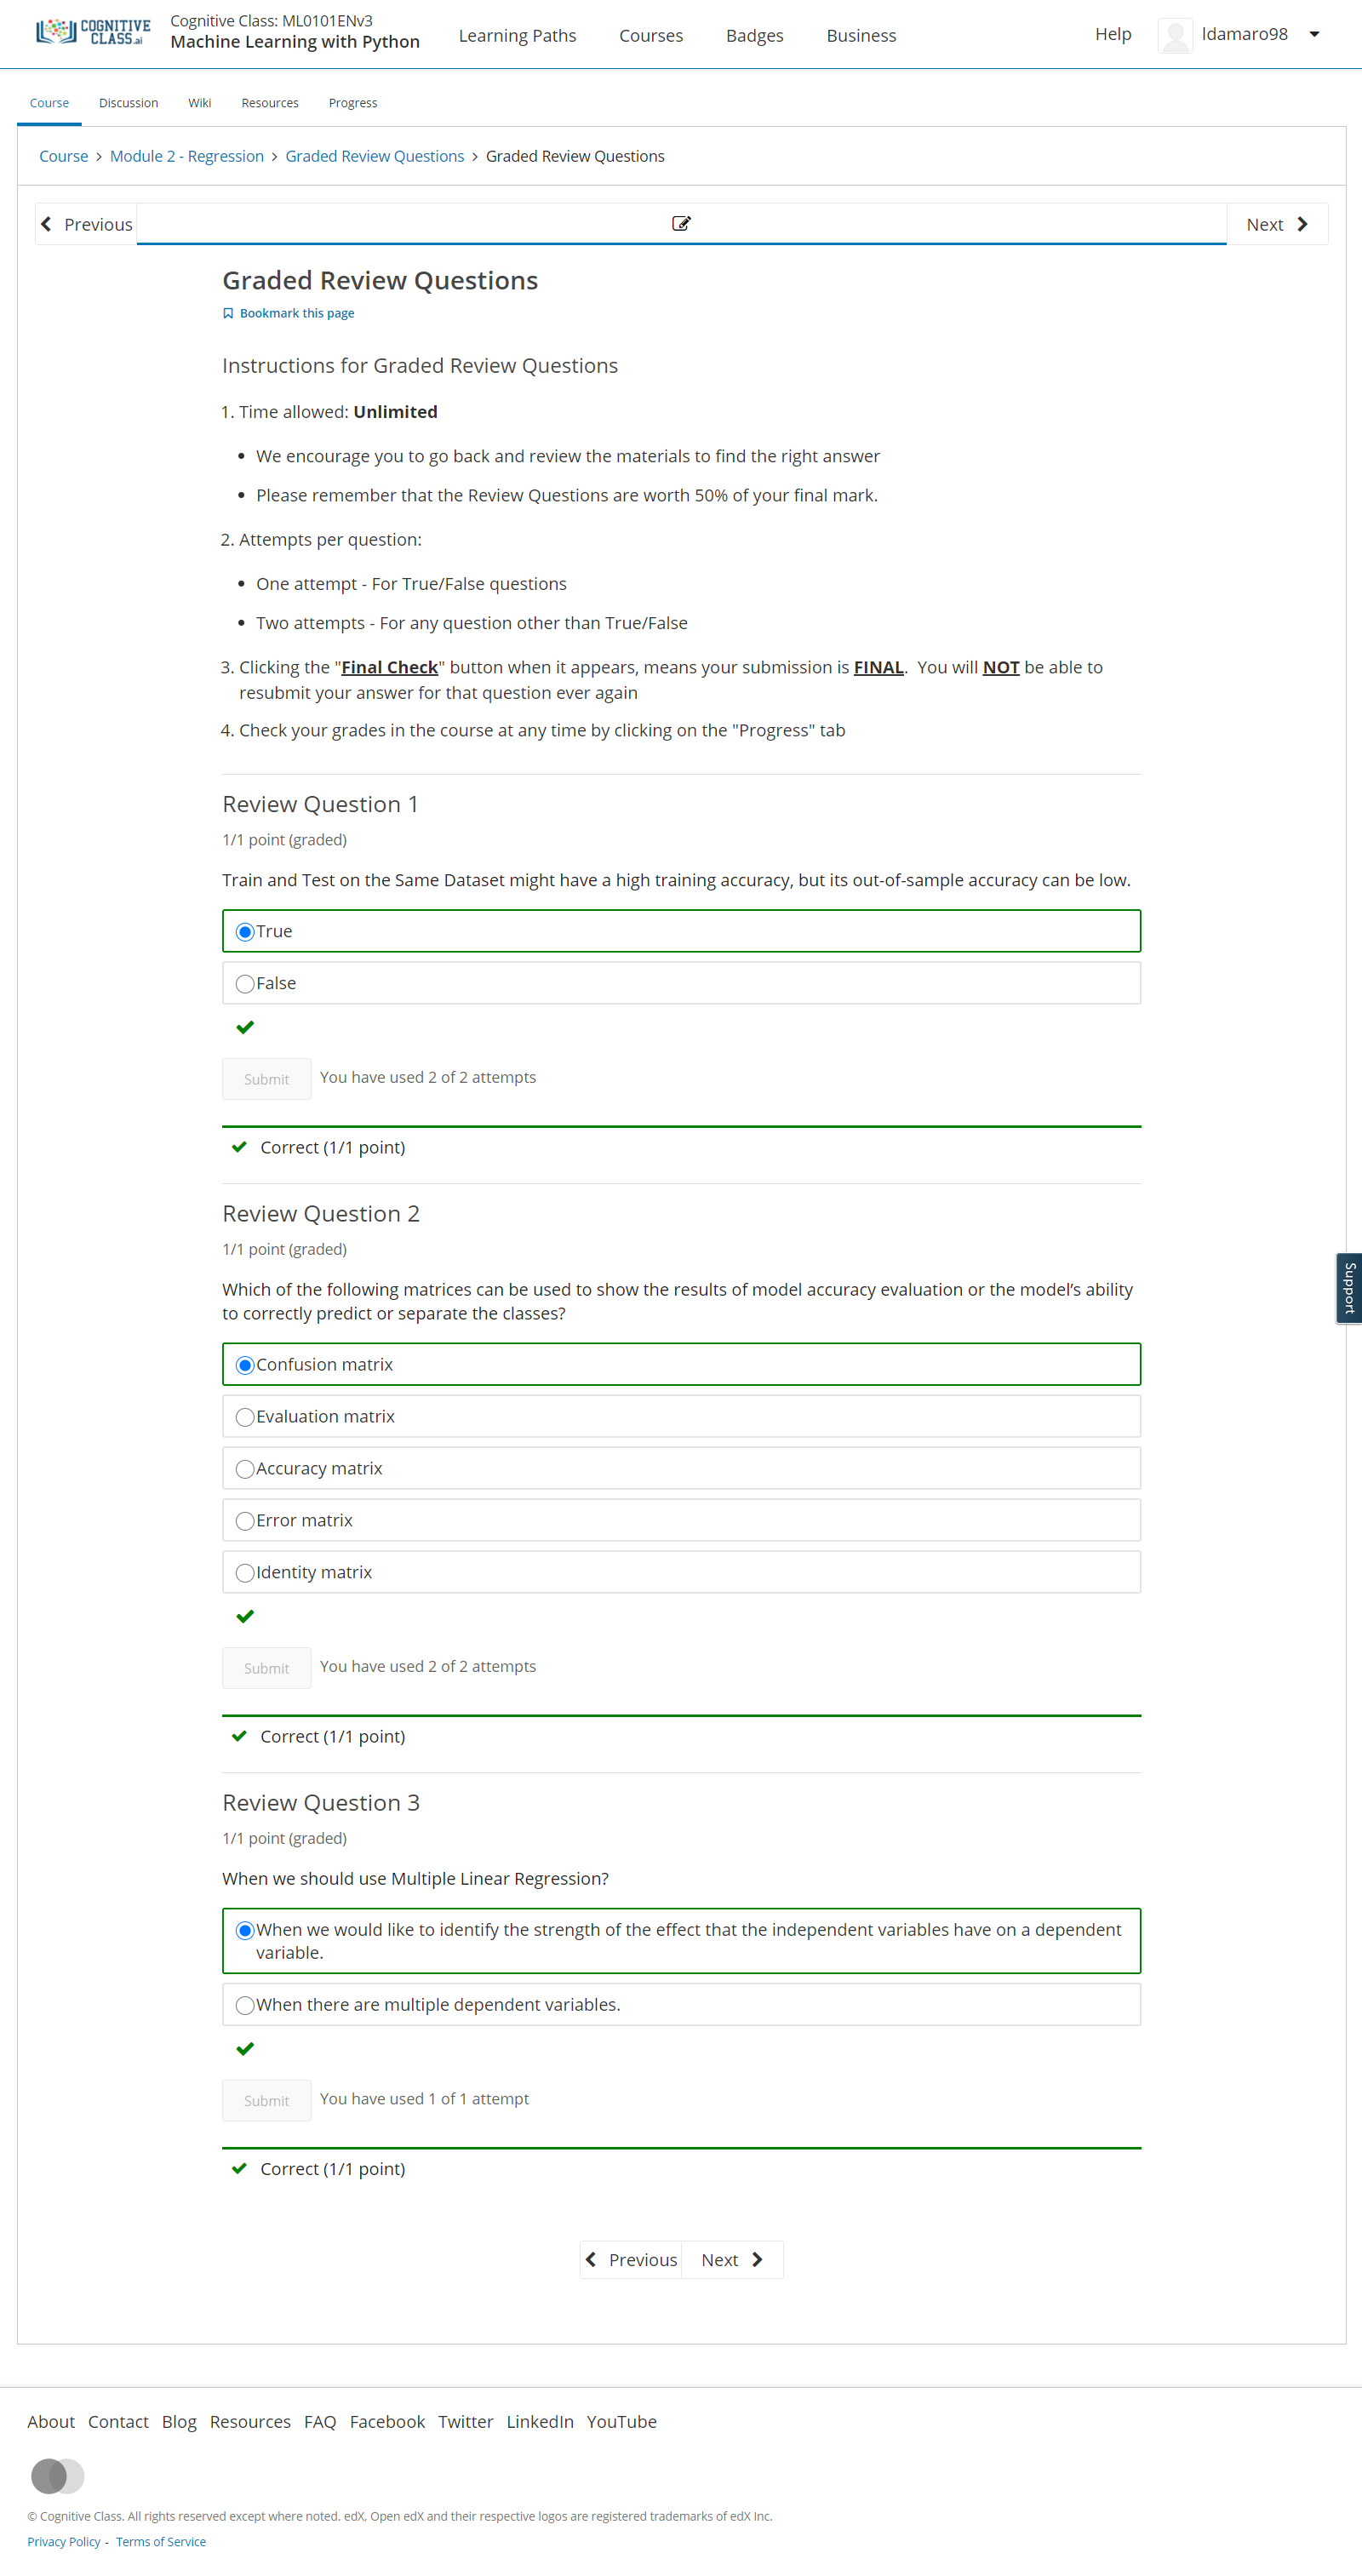 COGNITIVE
CLASS.ai
Cognitive Class: ML0101ENv3
Machine Learning with Python
Learning Paths
Courses
Badges
Business
Help
ldamaro98
Course
Discussion
Wiki
Resources
Progress
Course > Module 2 - Regression > Graded Review Questions > Graded Review Questions
Previous
Next
Graded Review Questions
Bookmark this page
Instructions for Graded Review Questions
1. Time allowed: Unlimited
• We encourage you to go back and review the materials to find the right answer
• Please remember that the Review Questions are worth 50% of your final mark.
2. Attempts per question:
• One attempt - For True/False questions
• Two attempts - For any question other than True/False
3. Clicking the "Final Check" button when it appears, means your submission is FINAL.  You will NOT be able to
resubmit your answer for that question ever again
4. Check your grades in the course at any time by clicking on the "Progress" tab
Review Question 1
1/1 point (graded)
Train and Test on the Same Dataset might have a high training accuracy, but its out-of-sample accuracy can be low.
True
False
Submit
You have used 2 of 2 attempts
Correct (1/1 point)
Review Question 2
1/1 point (graded)
Which of the following matrices can be used to show the results of model accuracy evaluation or the model’s ability
to correctly predict or separate the classes?
Support
Confusion matrix
Evaluation matrix
Accuracy matrix
Error matrix
Identity matrix
Submit
You have used 2 of 2 attempts
Correct (1/1 point)
Review Question 3
1/1 point (graded)
When we should use Multiple Linear Regression?
When we would like to identify the strength of the effect that the independent variables have on a dependent
variable.
When there are multiple dependent variables.
Submit
You have used 1 of 1 attempt
Correct (1/1 point)
Previous
Next
About Contact Blog Resources FAQ Facebook Twitter LinkedIn YouTube
© Cognitive Class. All rights reserved except where noted. edX, Open edX and their respective logos are registered trademarks of edX Inc.
Privacy Policy - Terms of Service